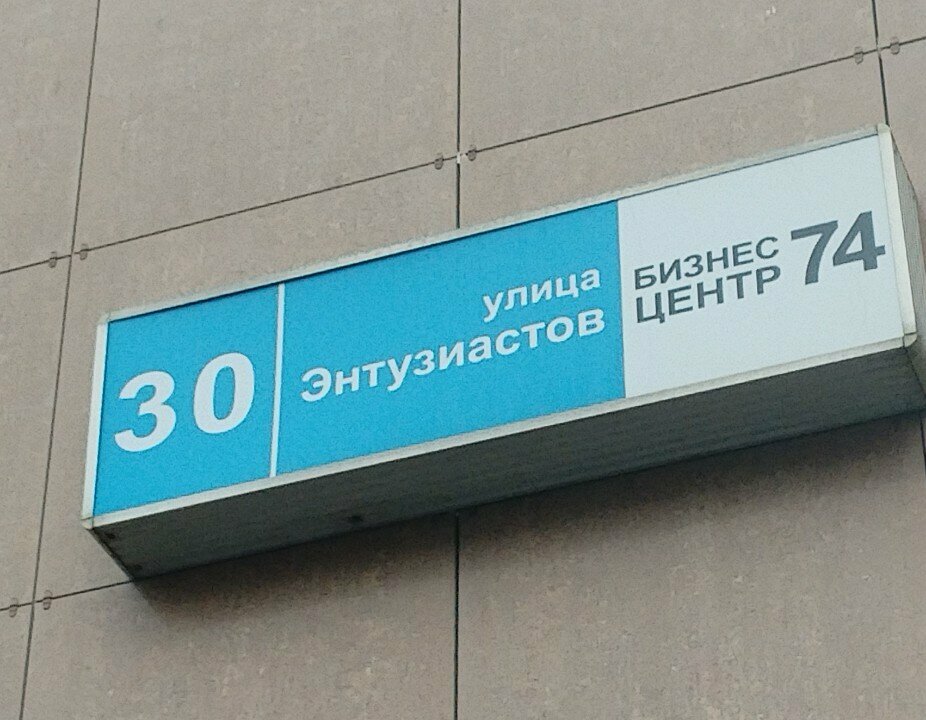 30
улица
Энтузиастов
БИЗНЕС
ЦЕНТР
74